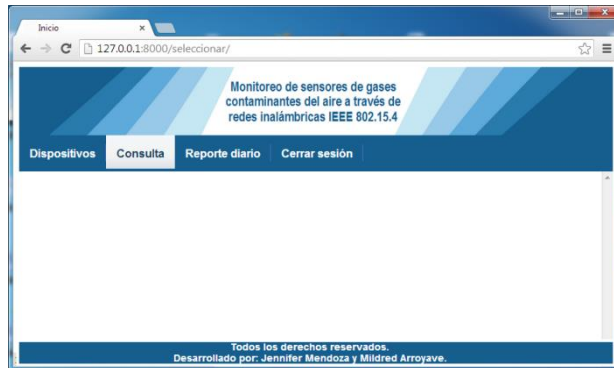 Inicio
127.0.0.1:8000/seleccionar/
Monitoreo de sensores de gases
contaminantes del aire a través de
redes inalámbricas IEEE 802.15.4
Dispositivos Consulta Reporte diario Cerrar sesión
Todos los derechos reservados.
Desarrollado por: Jennifer Mendoza y Mildred Arroyave.